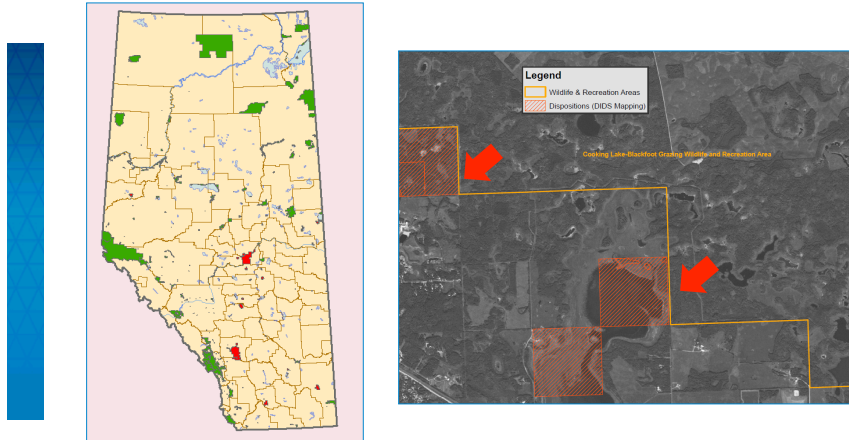 Legend
Wildlife & Recreation Areas
Dispositions (DIDS Mapping)
Cooking Lake-Blackfoot Grazing Wildlife and Recreation Area